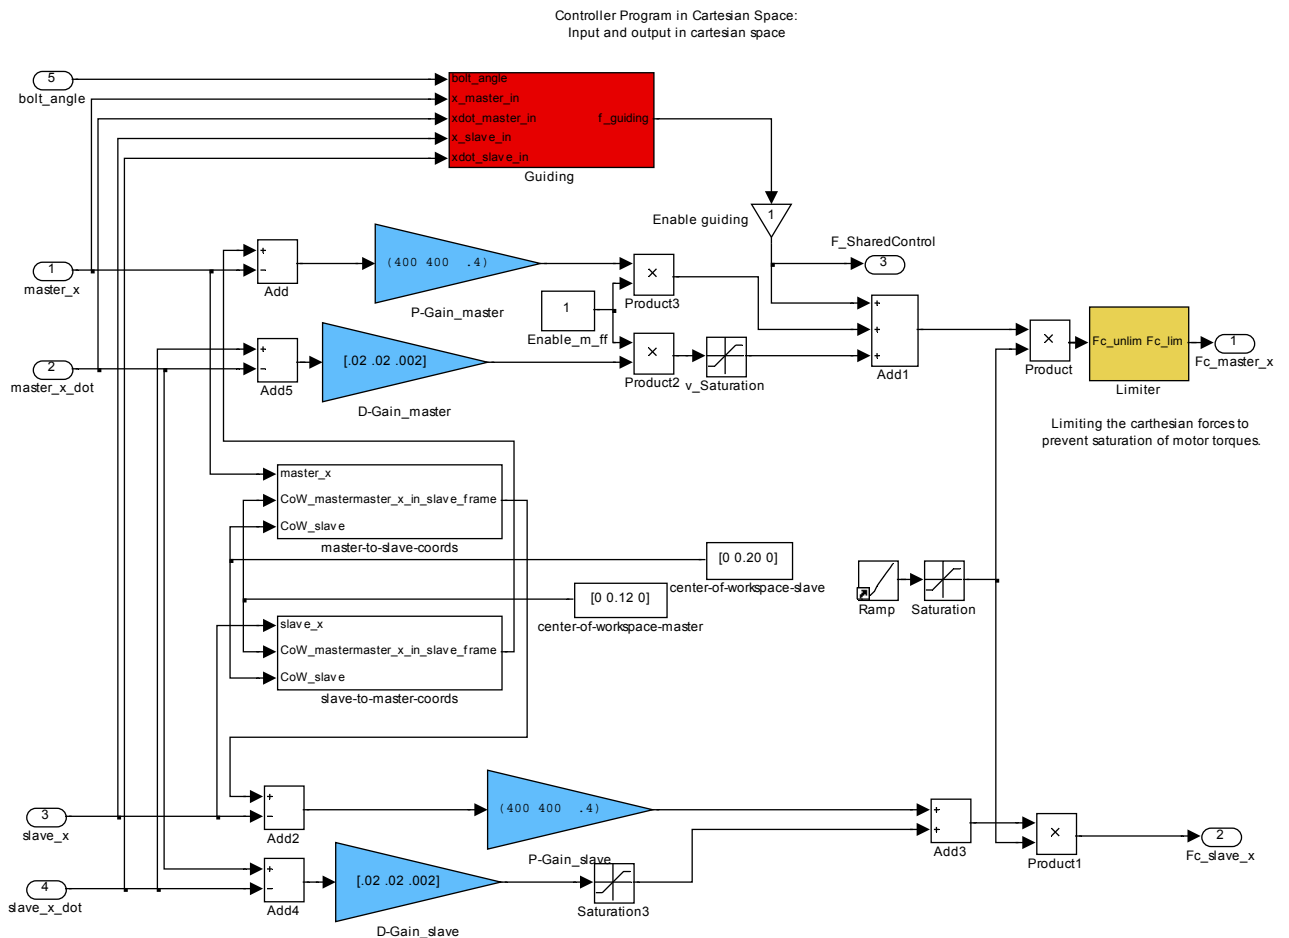 Controller Program in Cartesian Space:
Input and output in cartesian space
5
bolt_angle
bolt_angle
x_master_in
xdot_master_in
x_slave_in
xdot_slave_in
f_guiding
Guiding
1
Enable guiding
F_SharedControl
3
1
master_x
+
−
Add
(400 400  .4)
P-Gain_master
×
Product3
1
Enable_m_ff
2
master_x_dot
+
−
Add5
[.02 .02 .002]
D-Gain_master
×
Product2
v_Saturation
+
+
+
Add1
×
Product
Fc_unlim Fc_lim
Limiter
1
Fc_master_x
Limiting the carthesian forces to
prevent saturation of motor torques.
master_x
CoW_mastermaster_x_in_slave_frame
CoW_slave
master-to-slave-coords
[0 0.20 0]
center-of-workspace-slave
[0 0.12 0]
center-of-workspace-master
Ramp
Saturation
slave_x
CoW_mastermaster_x_in_slave_frame
CoW_slave
slave-to-master-coords
3
slave_x
+
−
Add2
(400 400  .4)
P-Gain_slave
+
+
Add3
×
Product1
2
Fc_slave_x
4
slave_x_dot
+
−
Add4
[.02 .02 .002]
D-Gain_slave
Saturation3